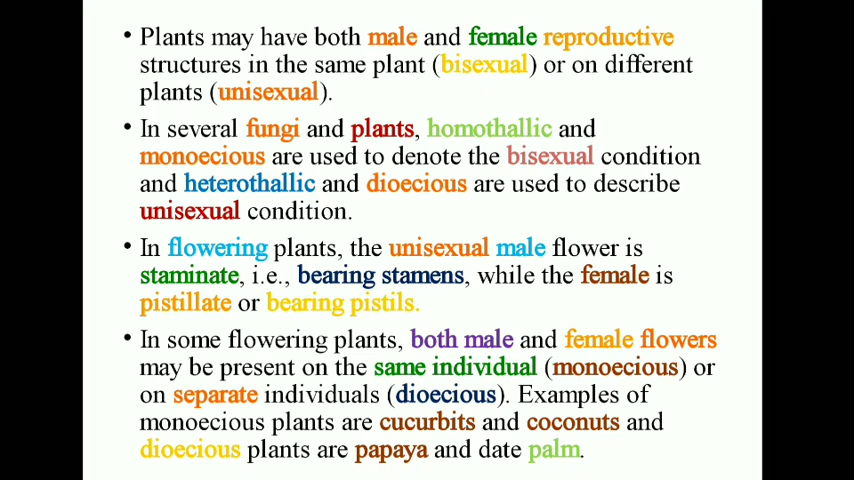 • Plants may have both male and female reproductive
structures in the same plant (bisexual) or on different
plants (unisexual).
• In several fungi and plants, homothallic and
monoecious are used to denote the bisexual condition
and heterothallic and dioecious are used to describe
unisexual condition.
• In flowering plants, the unisexual male flower is
staminate, i.e., bearing stamens, while the female is
pistillate or bearing pistils.
• In some flowering plants, both male and female flowers
may be present on the same individual (monoecious) or
on separate individuals (dioecious). Examples of
monoecious plants are cucurbits and coconuts and
dioecious plants are papaya and date palm.